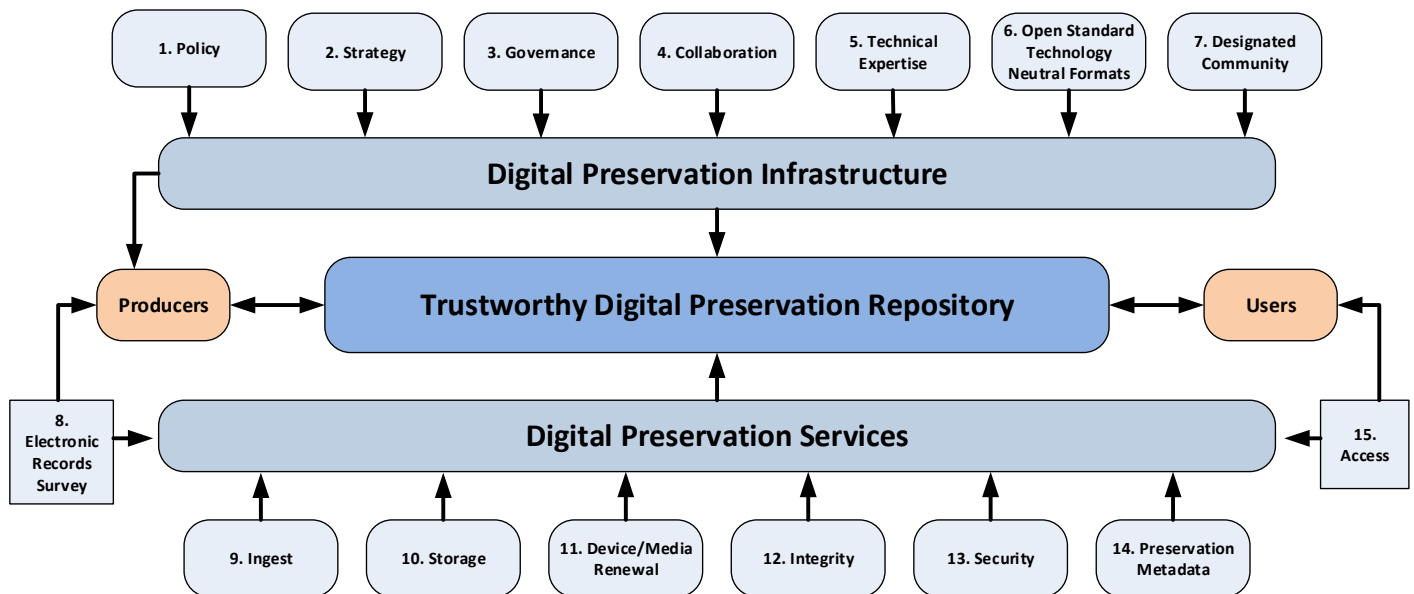 1. Policy
2. Strategy
3. Governance
4. Collaboration
5. Technical
Expertise
6. Open Standard
Technology
Neutral Formats
7. Designated
Community
Digital Preservation Infrastructure
Producers
Trustworthy Digital Preservation Repository
Users
8.
Electronic
Records
Survey
Digital Preservation Services
15.
Access
9. Ingest
10. Storage
11. Device/Media
Renewal
12. Integrity
13. Security
14. Preservation
Metadata